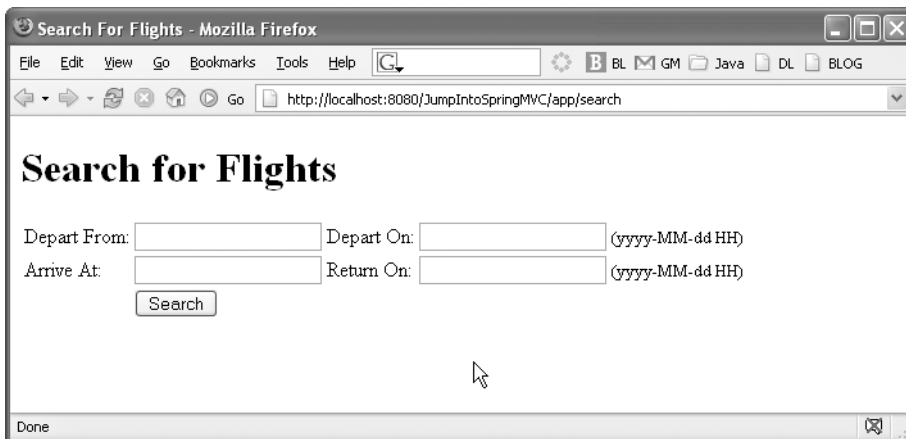 Search For Flights - Mozilla Firefox
File Edit View Go Bookmarks Tools Help G BL GM Java DL BLOG
Go http://localhost:8080/JumpIntoSpringMVC/app/search
Search for Flights
Depart From: Depart On: (yyyy-MM-dd HH)
Arrive At: Return On: (yyyy-MM-dd HH)
Search
Done